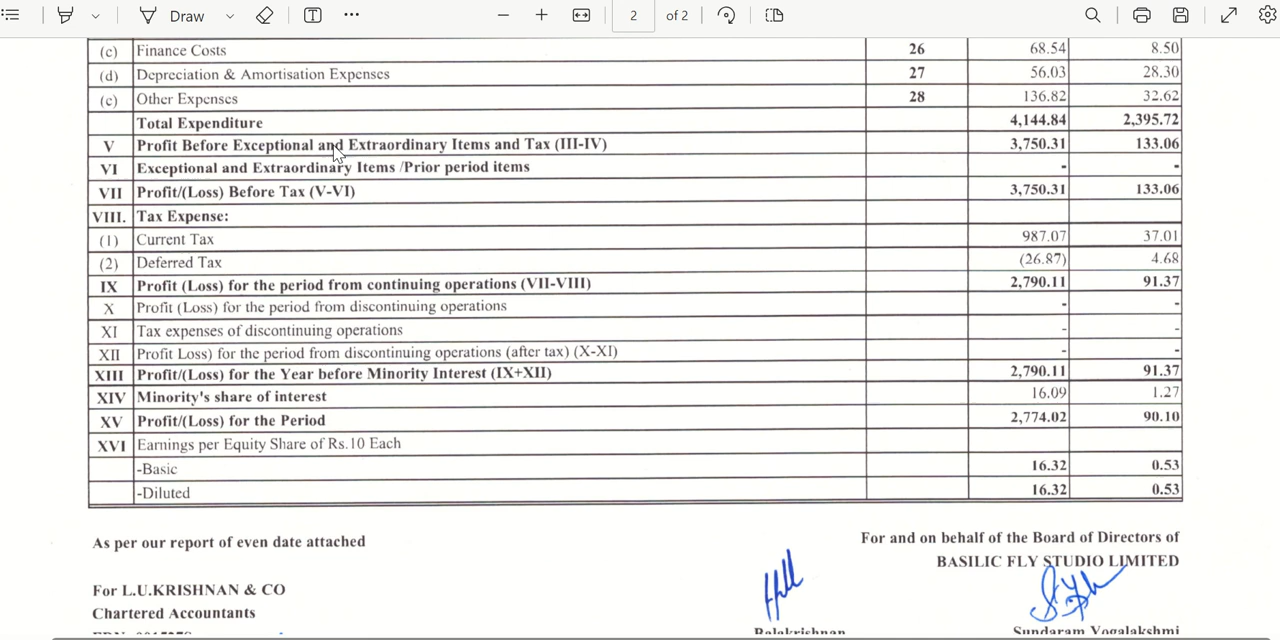 Draw
2 of 2
(c) Finance Costs 26 68.54 8.50
(d) Depreciation & Amortisation Expenses 27 56.03 28.30
(e) Other Expenses 28 136.82 32.62
Total Expenditure 4,144.84 2,395.72
V Profit Before Exceptional and Extraordinary Items and Tax (III-IV) 3,750.31 133.06
VI Exceptional and Extraordinary Items /Prior period items - -
VII Profit/(Loss) Before Tax (V-VI) 3,750.31 133.06
VIII. Tax Expense:
(1) Current Tax 987.07 37.01
(2) Deferred Tax (26.87) 4.68
IX Profit (Loss) for the period from continuing operations (VII-VIII) 2,790.11 91.37
X Profit (Loss) for the period from discontinuing operations - -
XI Tax expenses of discontinuing operations - -
XII Profit Loss) for the period from discontinuing operations (after tax) (X-XI) - -
XIII Profit/(Loss) for the Year before Minority Interest (IX+XII) 2,790.11 91.37
XIV Minority's share of interest 16.09 1.27
XV Profit/(Loss) for the Period 2,774.02 90.10
XVI Earnings per Equity Share of Rs.10 Each
-Basic 16.32 0.53
-Diluted 16.32 0.53
As per our report of even date attached
For and on behalf of the Board of Directors of
BASILIC FLY STUDIO LIMITED
For L.U.KRISHNAN & CO
Chartered Accountants
Balakrishnan Sundaram Yogalakshmi